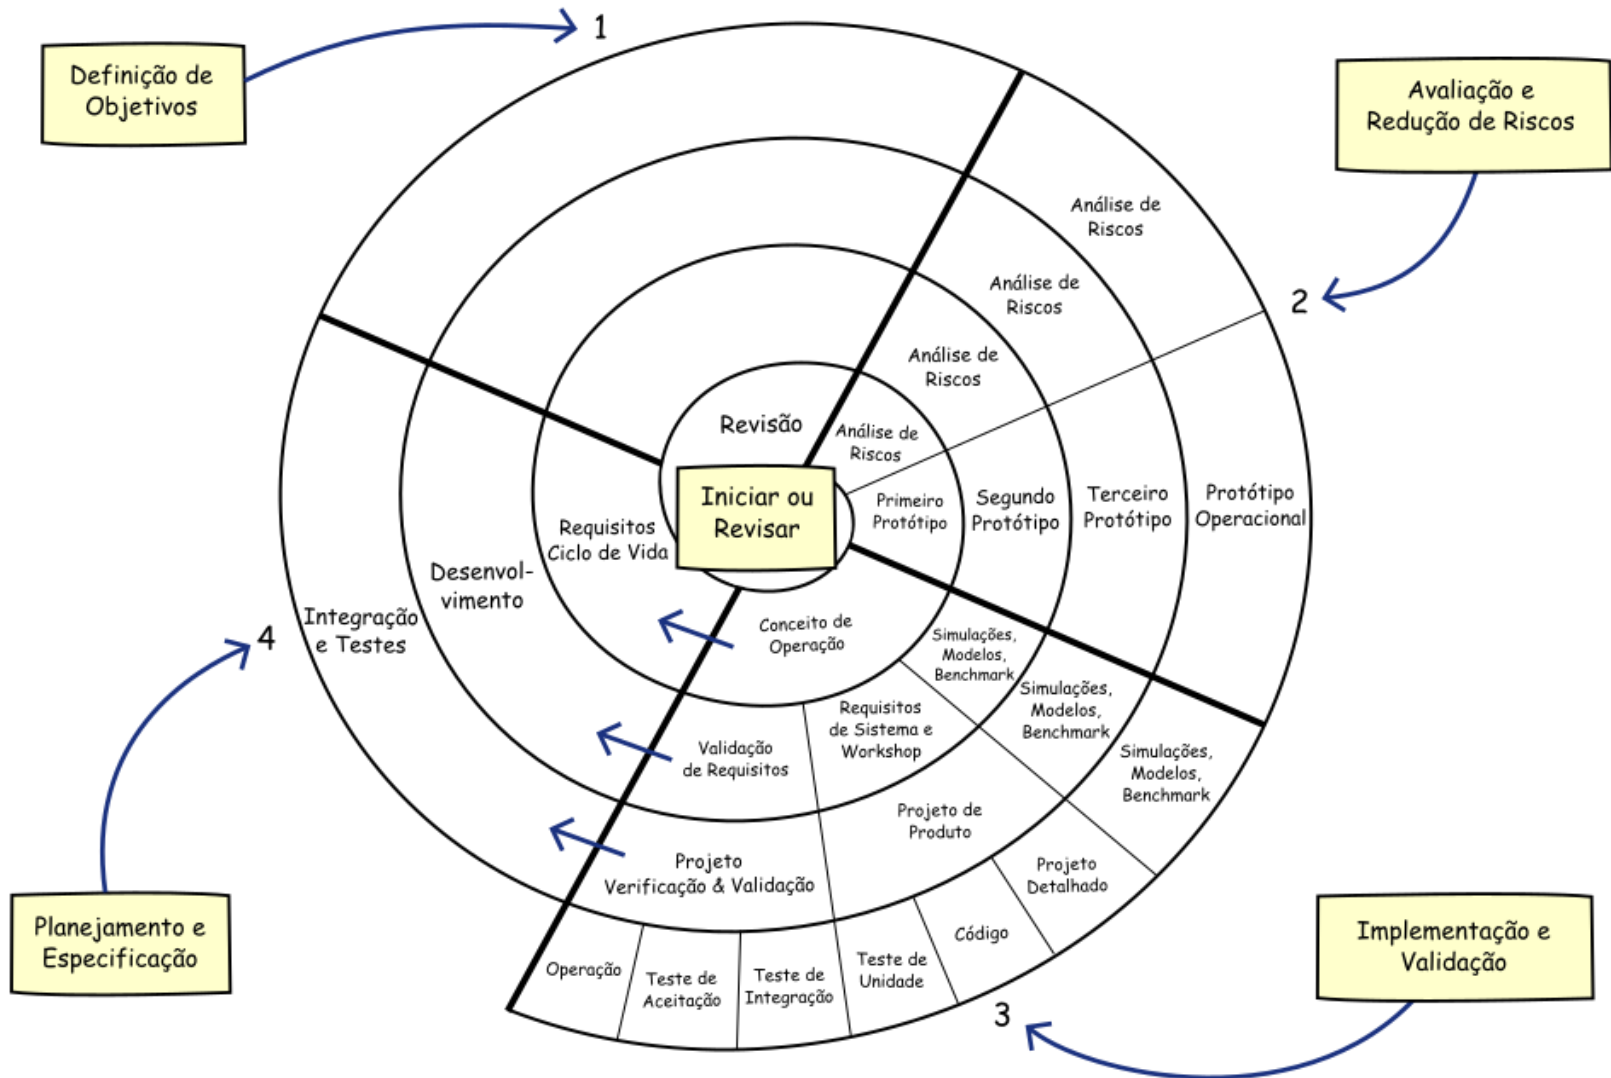 1
Definição de
Objetivos
Avaliação e
Redução de Riscos
2
Análise de
Riscos
Análise de
Riscos
Análise de
Riscos
Análise de
Riscos
Revisão
Iniciar ou
Revisar
Primeiro
Protótipo
Segundo
Protótipo
Terceiro
Protótipo
Protótipo
Operacional
Requisitos
Ciclo de Vida
Desenvol-
vimento
Integração
e Testes
4
Conceito de
Operação
Simulações,
Modelos,
Benchmark
Simulações,
Modelos,
Benchmark
Simulações,
Modelos,
Benchmark
Requisitos
de Sistema e
Workshop
Validação
de Requisitos
Projeto de
Produto
Projeto
Verificação & Validação
Projeto
Detalhado
Código
Teste de
Unidade
Teste de
Integração
Teste de
Aceitação
Operação
3
Planejamento e
Especificação
Implementação e
Validação